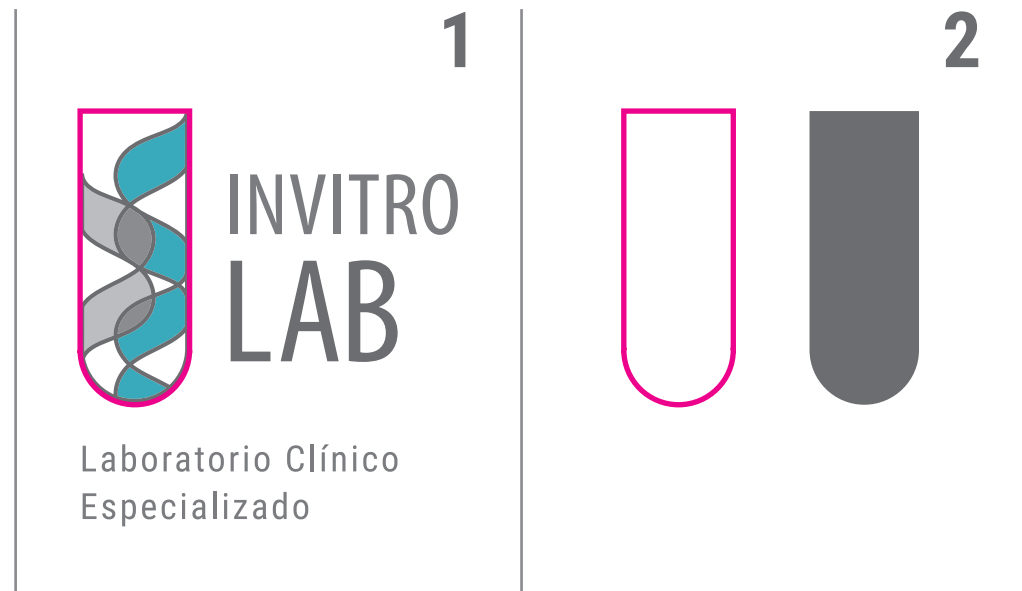 1
INVITRO
LAB
Laboratorio Clínico
Especializado
2